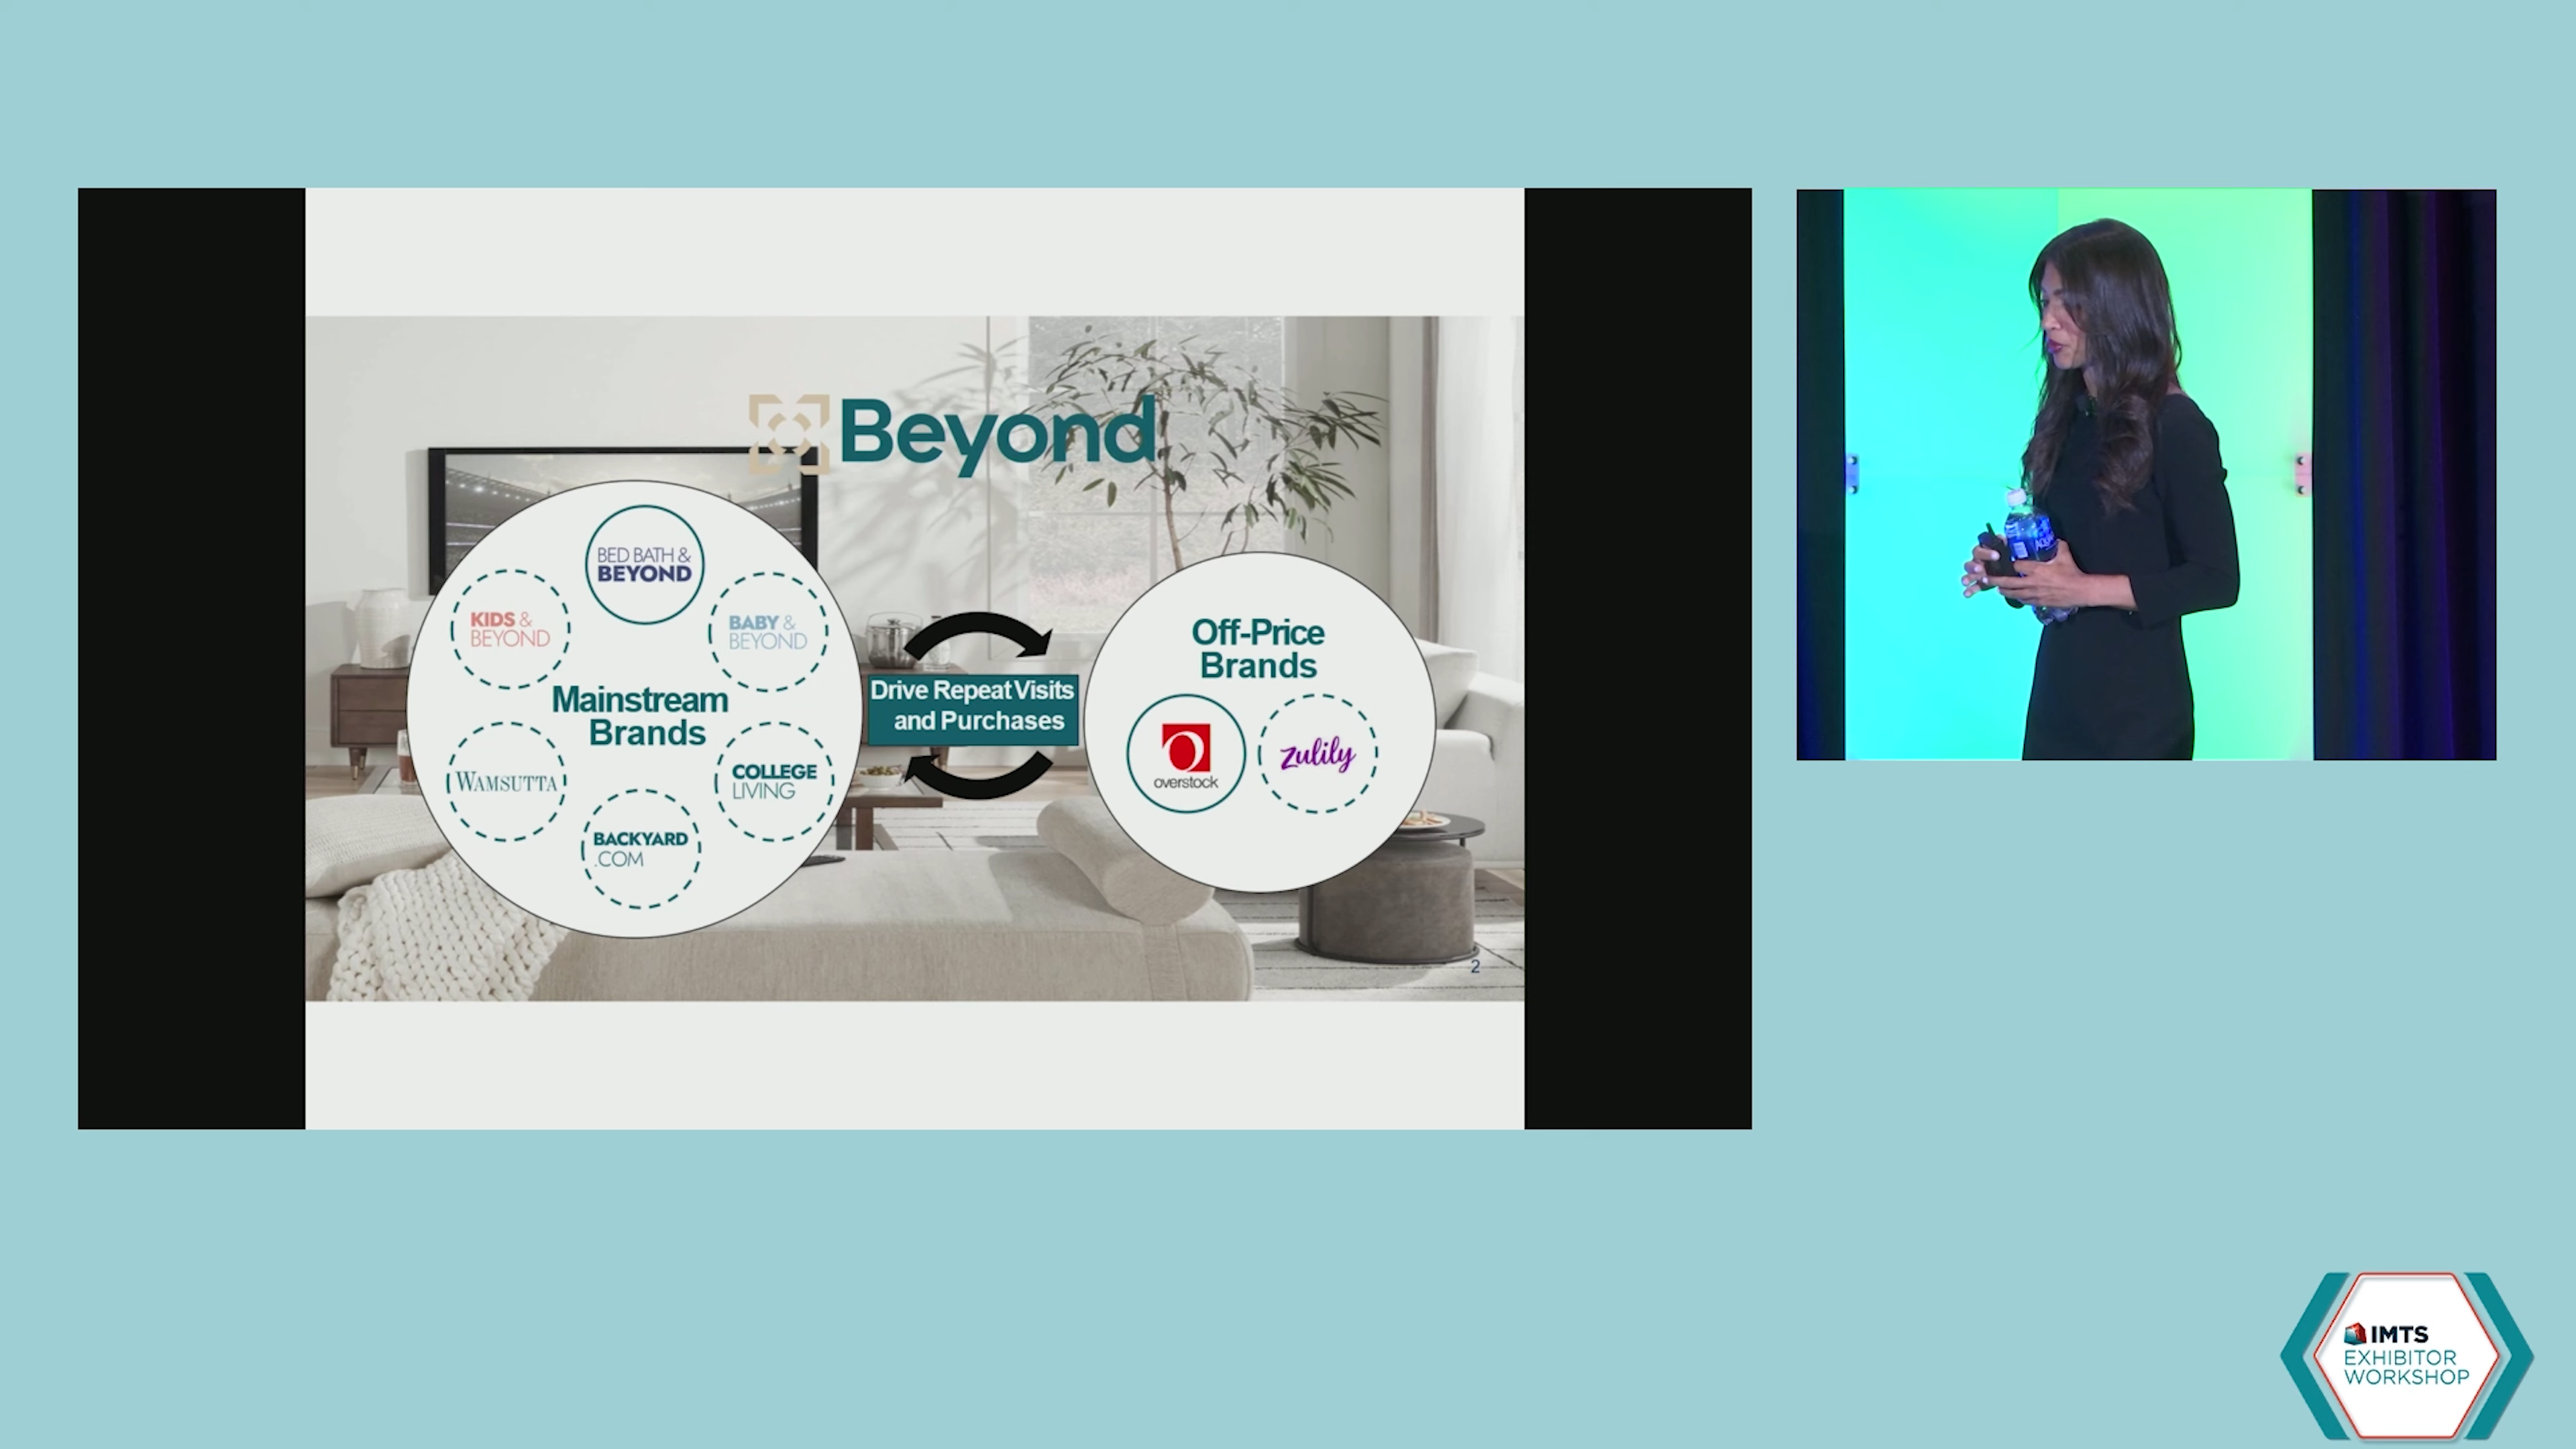 Beyond
BED BATH &
BEYOND
KIDS &
BEYOND
BABY &
BEYOND
Mainstream
Brands
WAMSUTTA
COLLEGE
LIVING
BACKYARD
.COM
Drive Repeat Visits
and Purchases
Off-Price
Brands
overstock
zulily
2
IMTS
EXHIBITOR
WORKSHOP